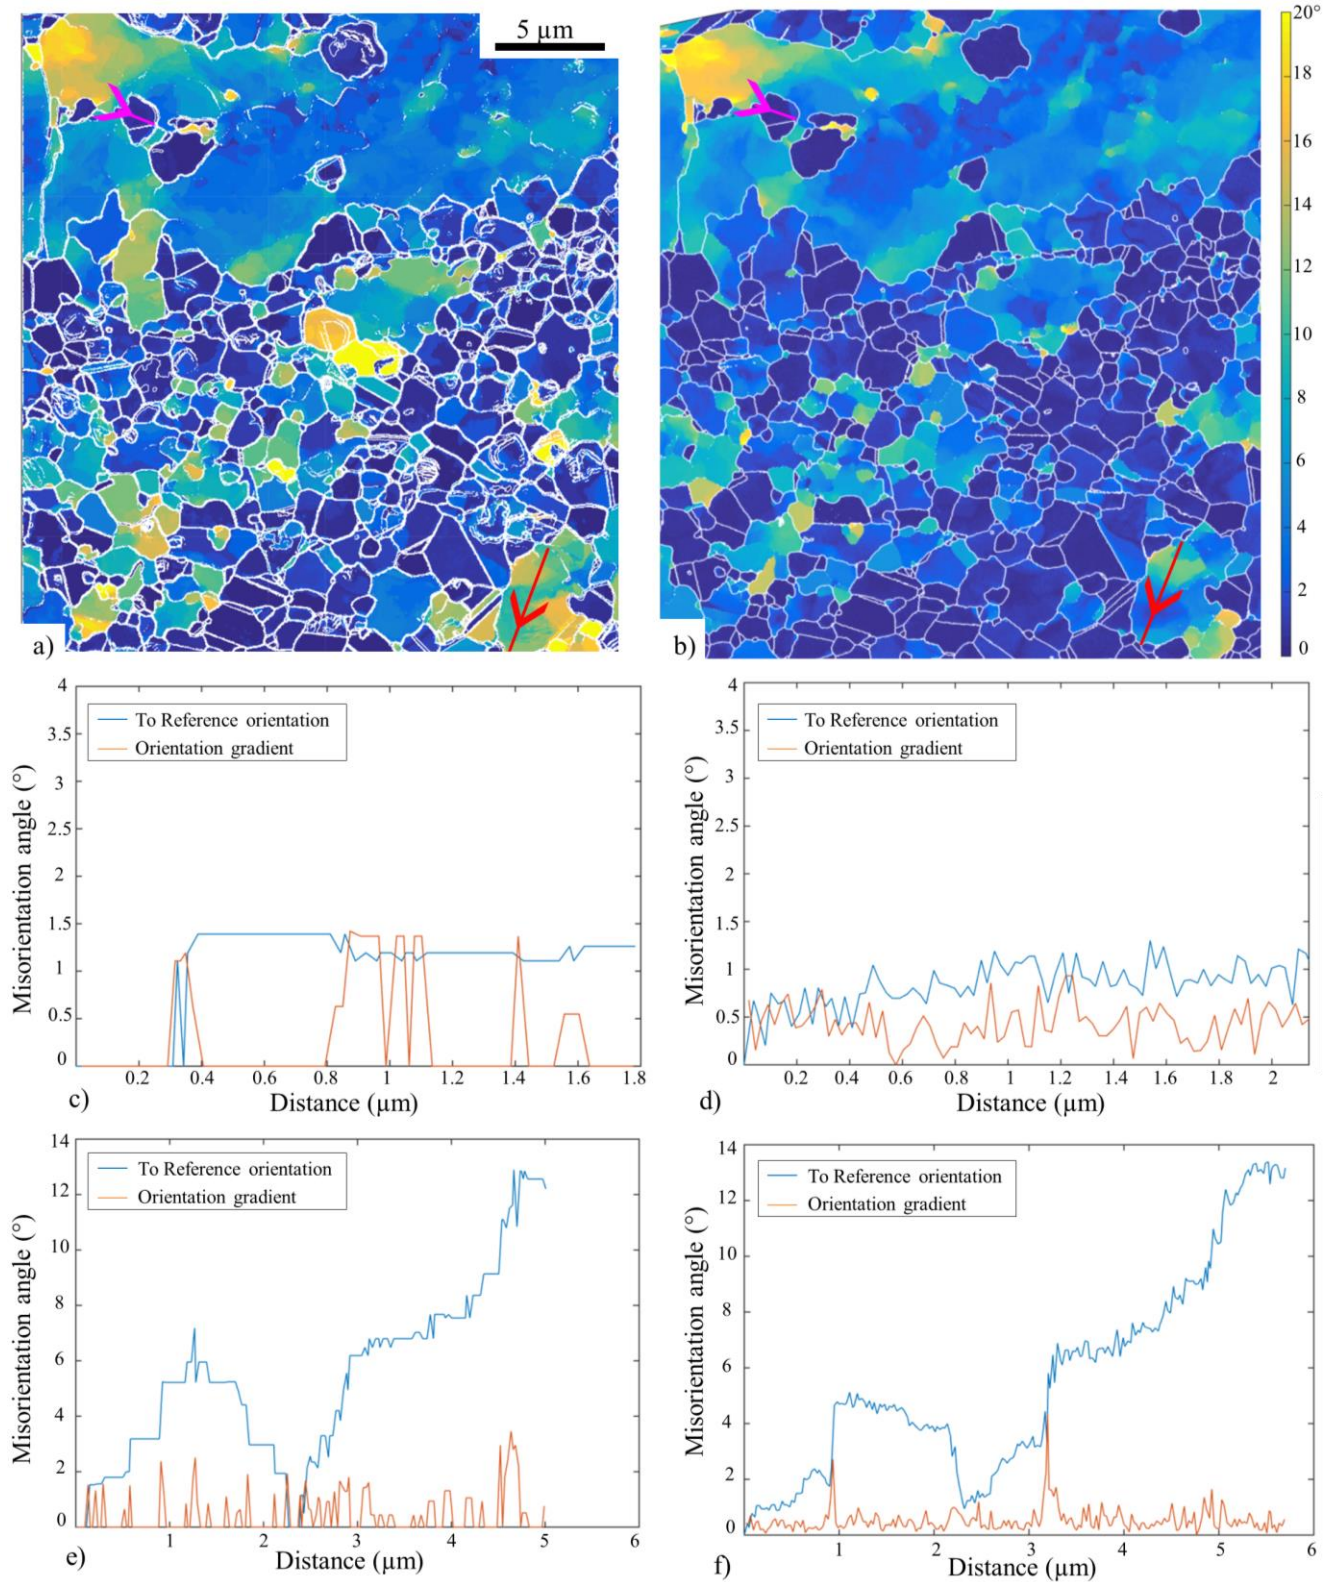 5 µm
20°
18
16
14
12
10
8
6
4
2
0
a)
b)
4
3.5
3
2.5
2
1.5
1
0.5
0
To Reference orientation
Orientation gradient
Misorientation angle (°)
0.2 0.4 0.6 0.8 1 1.2 1.4 1.6 1.8
Distance (µm)
c)
4
3.5
3
2.5
2
1.5
1
0.5
0
To Reference orientation
Orientation gradient
Misorientation angle (°)
0.2 0.4 0.6 0.8 1 1.2 1.4 1.6 1.8 2
Distance (µm)
d)
14
12
10
8
6
4
2
0
To Reference orientation
Orientation gradient
Misorientation angle (°)
1 2 3 4 5 6
Distance (µm)
e)
14
12
10
8
6
4
2
0
To Reference orientation
Orientation gradient
Misorientation angle (°)
1 2 3 4 5 6
Distance (µm)
f)